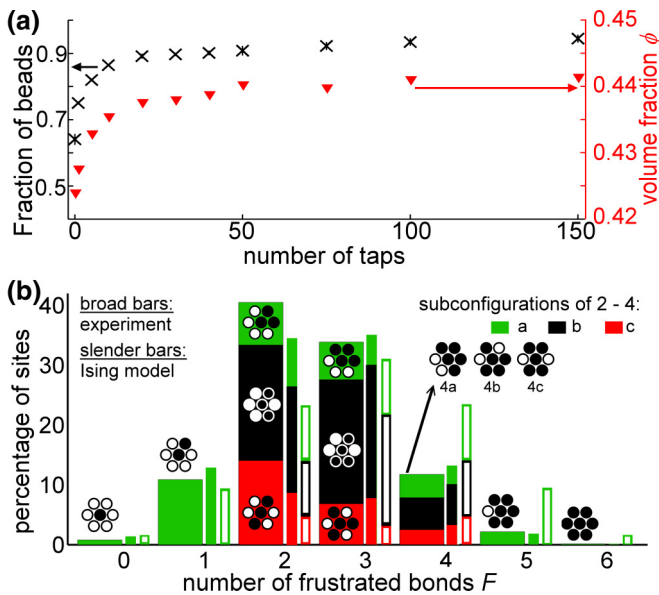 (a)
Fraction of beads
0.9
0.7
0.5
0.45
0.44
0.43
0.42
volume fraction ϕ
0
50
100
150
number of taps
(b)
percentage of sites
40
30
20
10
0
broad bars:
experiment
slender bars:
Ising model
subconfigurations of 2 - 4:
a b c
4a 4b 4c
0 1 2 3 4 5 6
number of frustrated bonds F